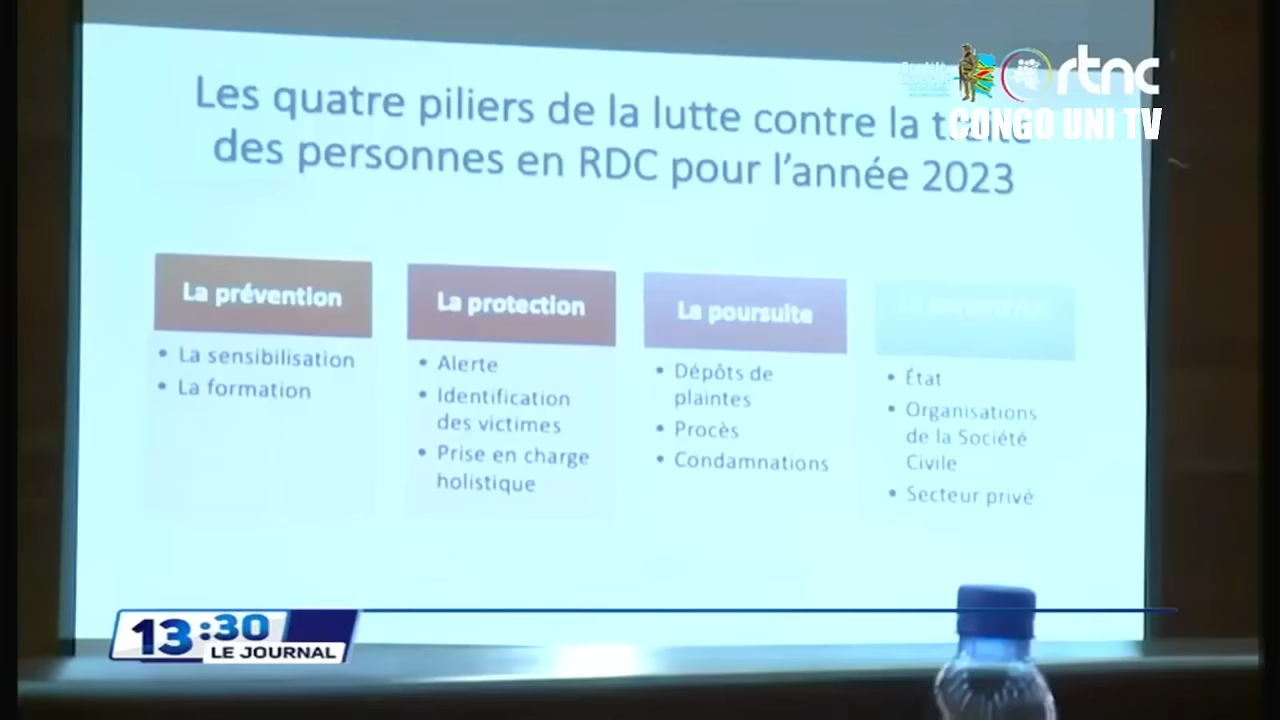 rtnc
CONGO UNI TV
Les quatre piliers de la lutte contre la traite
des personnes en RDC pour l'année 2023
La prévention
• La sensibilisation
• La formation
La protection
• Alerte
• Identification
des victimes
• Prise en charge
holistique
La poursuite
• Dépôts de
plaintes
• Procès
• Condamnations
• État
• Organisations
de la Société
Civile
• Secteur privé
13:30
LE JOURNAL